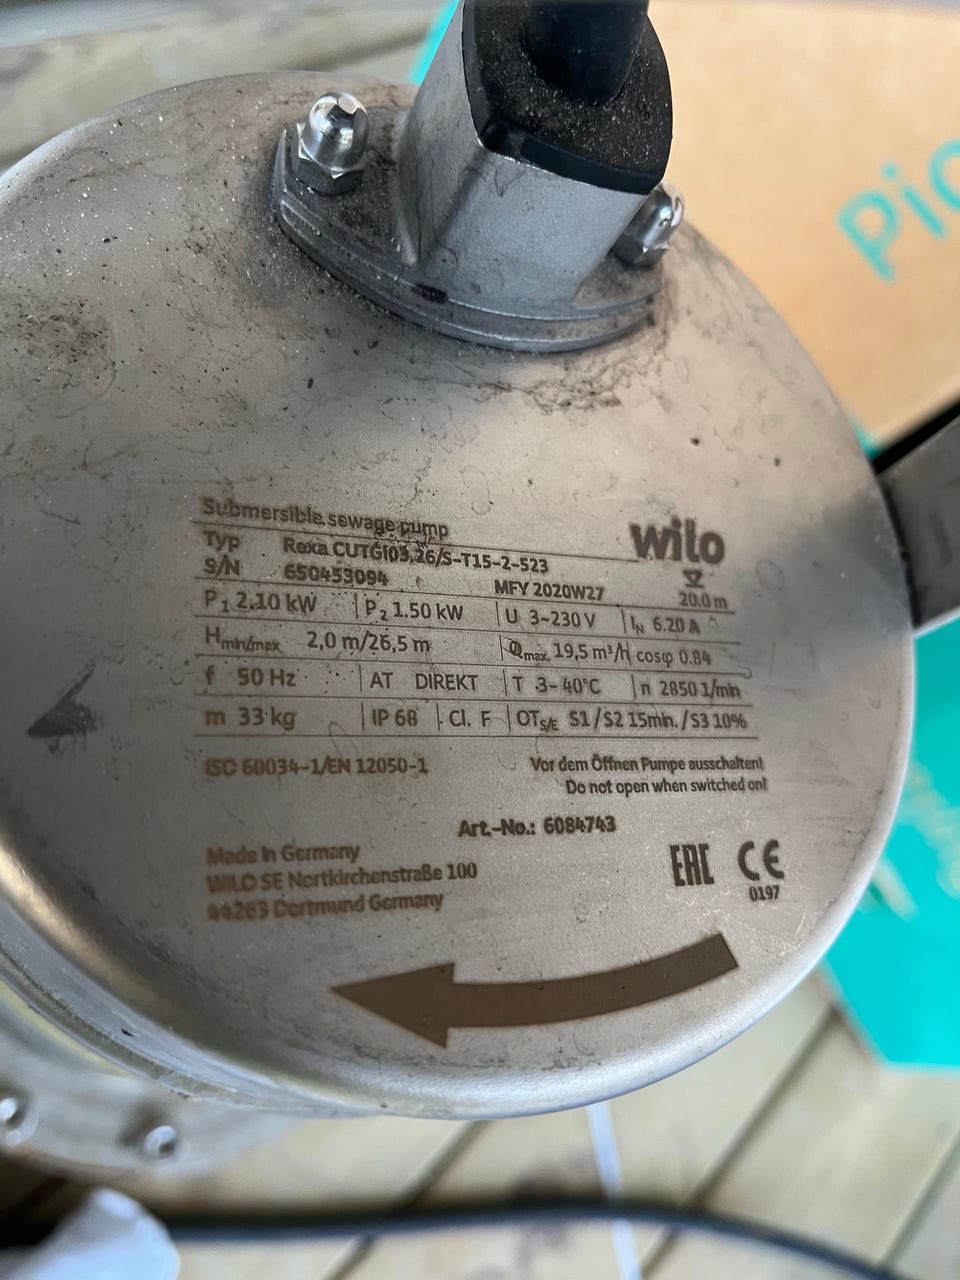 Pi
Submersible sewage pump
wilo
Typ Rexa CUTGI03.26/S-T15-2-523
S/N 650453094 MFY 2020W27 20.0 m
P1 2,10 kW P2 1.50 kW U 3~230 V IN 6.20 A
Hmin/max 2,0 m/26,5 m Qmax 19,5 m³/h cosφ 0.84
f 50 Hz AT DIREKT T 3-40°C n 2850 1/min
m 33 kg IP 68 Cl. F OTS/E S1/S2 15min./S3 10%
ISO 60034-1/EN 12050-1
Vor dem Öffnen Pumpe ausschalten!
Do not open when switched on!
Art.-No.: 6084743
Made in Germany
WILO SE Nortkirchenstraße 100
44263 Dortmund Germany
EAC CE
0197